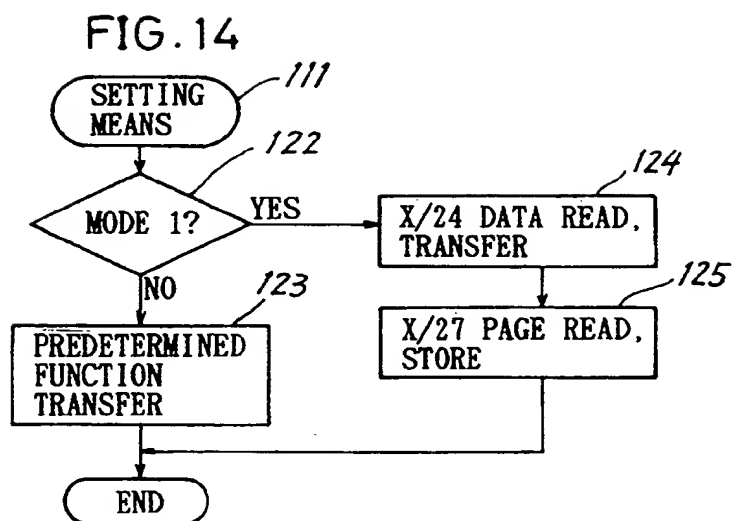 FIG.14
SETTING
MEANS
111
122
MODE 1?
YES
124
X/24 DATA READ,
TRANSFER
NO
123
125
PREDETERMINED
FUNCTION
TRANSFER
X/27 PAGE READ,
STORE
END